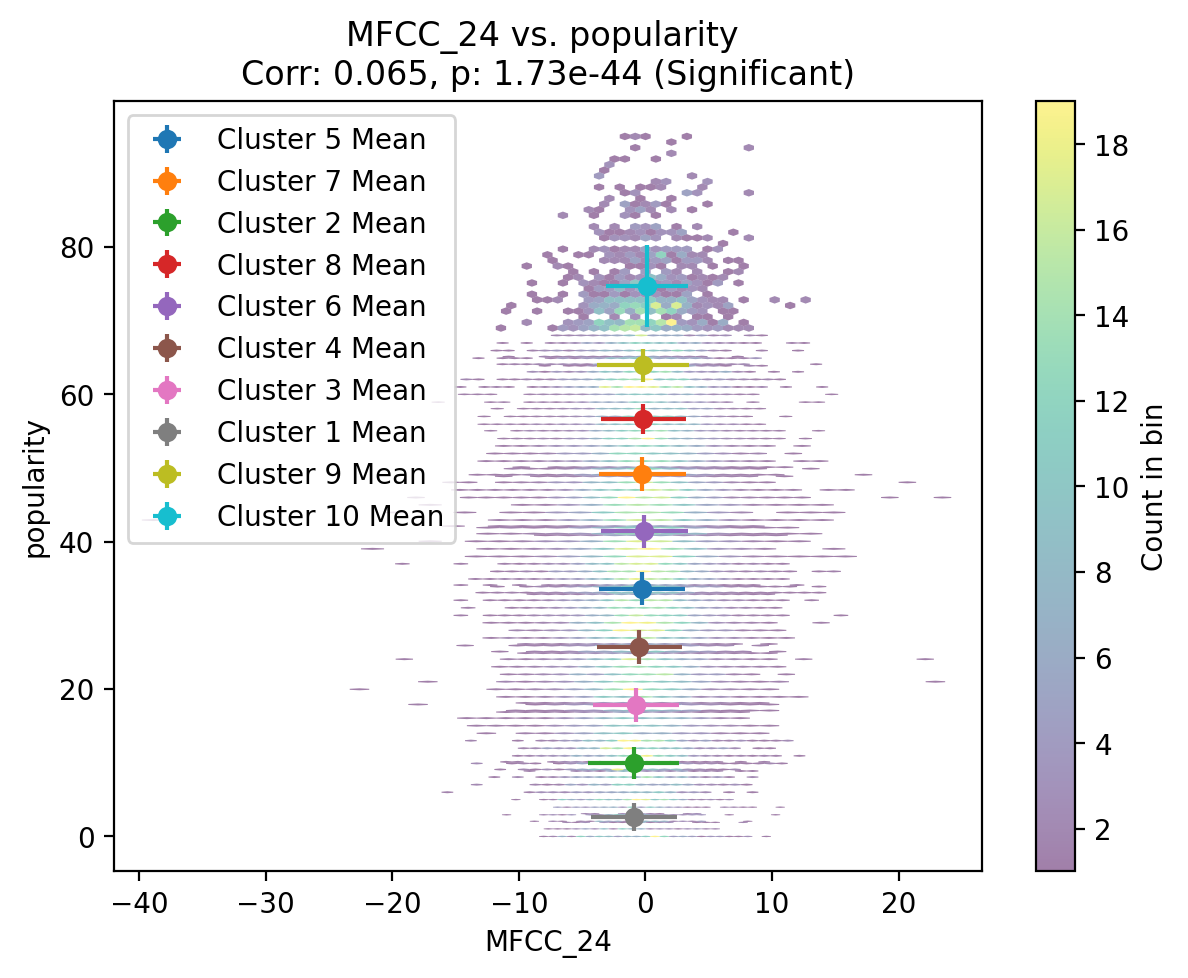 MFCC_24 vs. popularity
Corr: 0.065, p: 1.73e-44 (Significant)
Cluster 5 Mean
Cluster 7 Mean
Cluster 2 Mean
Cluster 8 Mean
Cluster 6 Mean
Cluster 4 Mean
Cluster 3 Mean
Cluster 1 Mean
Cluster 9 Mean
Cluster 10 Mean
popularity
80
60
40
20
0
−40 −30 −20 −10 0 10 20
MFCC_24
18
16
14
12
10
8
6
4
2
Count in bin